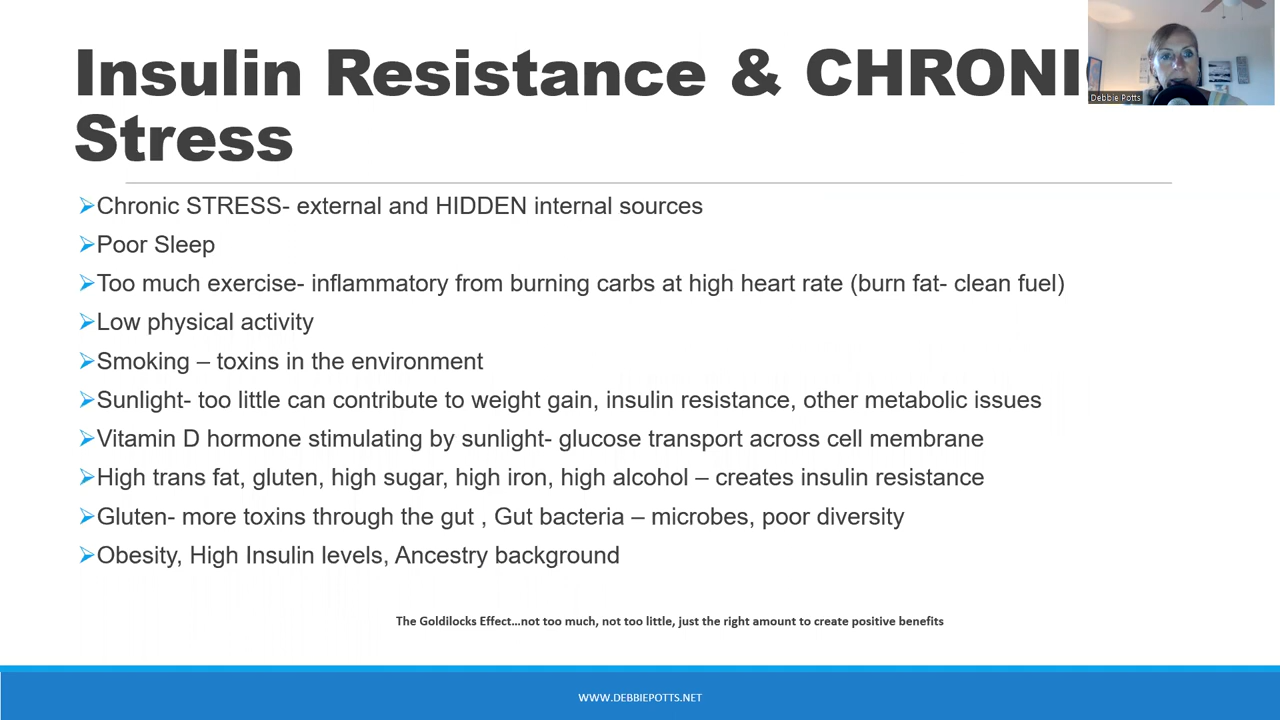 Insulin Resistance & CHRONI
Stress
Debbie Potts
➢Chronic STRESS- external and HIDDEN internal sources
➢Poor Sleep
➢Too much exercise- inflammatory from burning carbs at high heart rate (burn fat- clean fuel)
➢Low physical activity
➢Smoking – toxins in the environment
➢Sunlight- too little can contribute to weight gain, insulin resistance, other metabolic issues
➢Vitamin D hormone stimulating by sunlight- glucose transport across cell membrane
➢High trans fat, gluten, high sugar, high iron, high alcohol – creates insulin resistance
➢Gluten- more toxins through the gut , Gut bacteria – microbes, poor diversity
➢Obesity, High Insulin levels, Ancestry background
The Goldilocks Effect…not too much, not too little, just the right amount to create positive benefits
WWW.DEBBIEPOTTS.NET